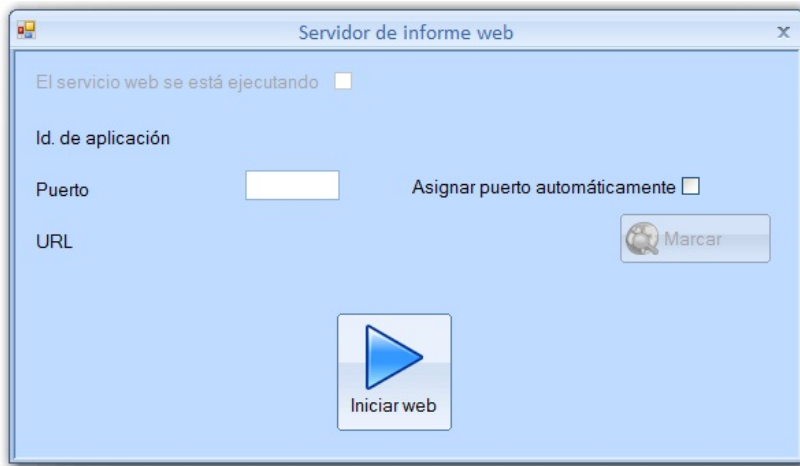 Servidor de informe web
El servicio web se está ejecutando
Id. de aplicación
Puerto
Asignar puerto automáticamente
URL
Marcar
Iniciar web